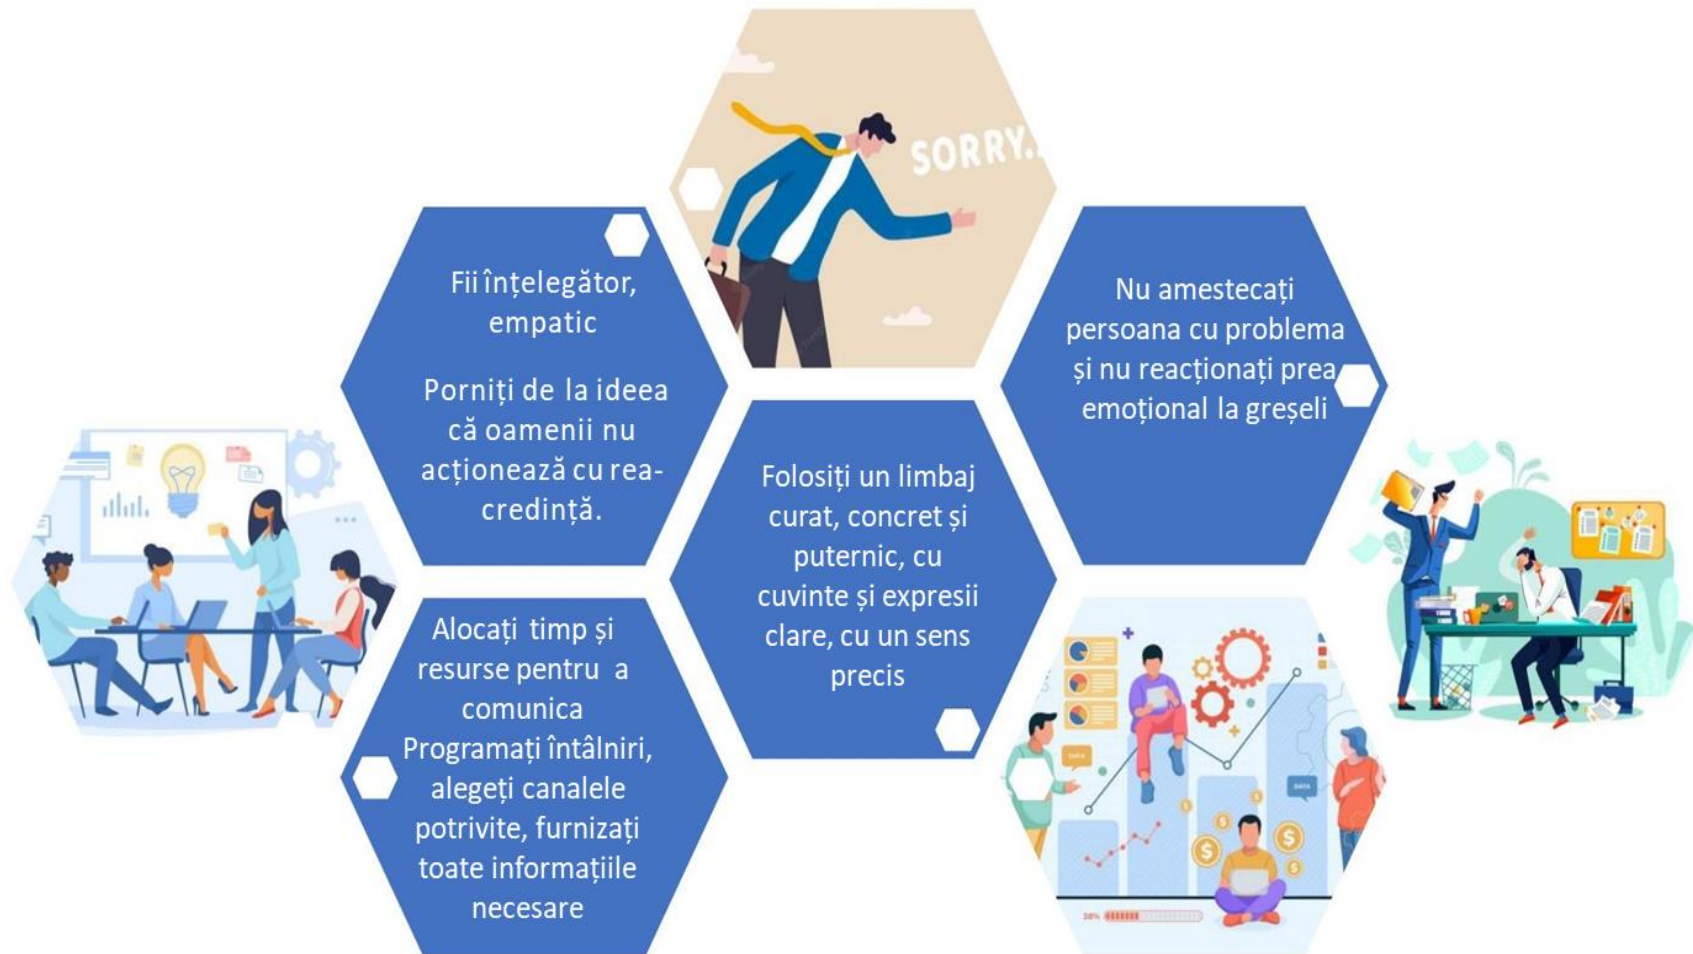 SORRY..
Fii înțelegător,
empatic
Porniți de la ideea
că oamenii nu
acționează cu rea-
credință.
Nu amestecați
persoana cu problema
și nu reacționați prea
emoțional la greșeli
Folosiți un limbaj
curat, concret și
puternic, cu
cuvinte și expresii
clare, cu un sens
precis
Alocați timp și
resurse pentru a
comunica
Programați întâlniri,
alegeți canalele
potrivite, furnizați
toate informațiile
necesare
DATA
DATA
$
$
$
$
$
38%